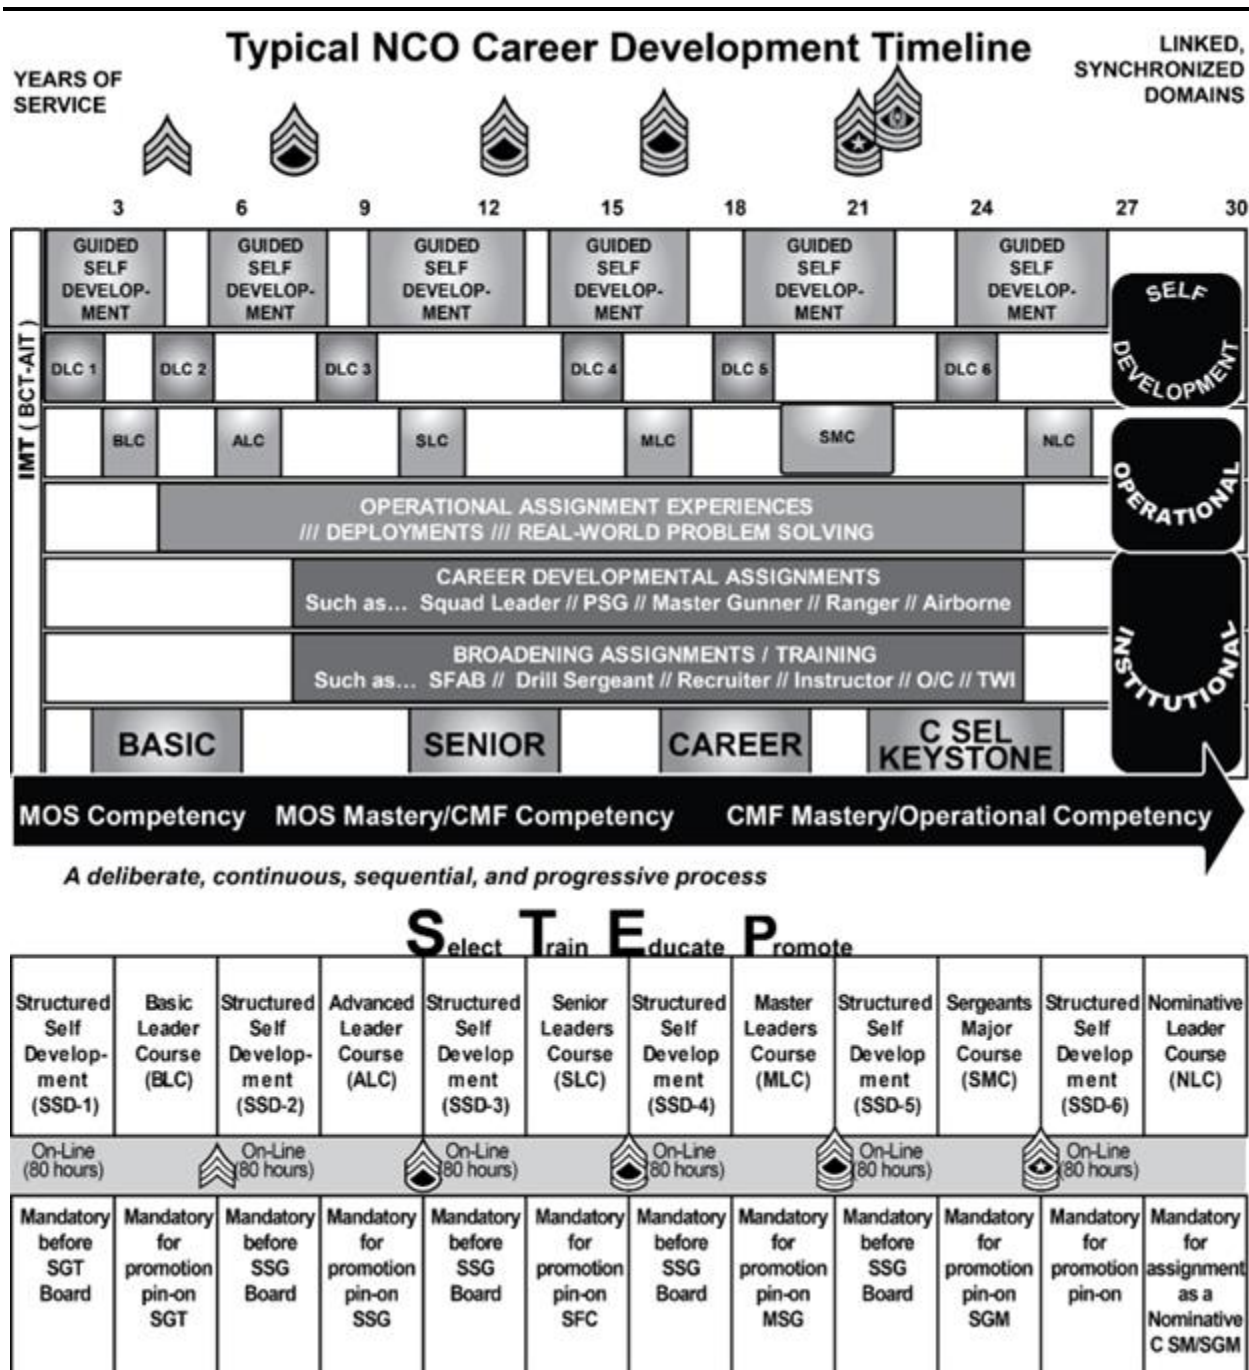 Typical NCO Career Development Timeline
YEARS OF
SERVICE
LINKED,
SYNCHRONIZED
DOMAINS
3 6 9 12 15 18 21 24 27 30
IMT ( BCT-AIT )
GUIDED
SELF
DEVELOP-
MENT
GUIDED
SELF
DEVELOP-
MENT
GUIDED
SELF
DEVELOP-
MENT
GUIDED
SELF
DEVELOP-
MENT
GUIDED
SELF
DEVELOP-
MENT
GUIDED
SELF
DEVELOP-
MENT
SELF
DEVELOPMENT
DLC 1 DLC 2 DLC 3 DLC 4 DLC 5 DLC 6
BLC ALC SLC MLC SMC NLC
OPERATIONAL
OPERATIONAL ASSIGNMENT EXPERIENCES
/// DEPLOYMENTS /// REAL-WORLD PROBLEM SOLVING
CAREER DEVELOPMENTAL ASSIGNMENTS
Such as... Squad Leader // PSG // Master Gunner // Ranger // Airborne
INSTITUTIONAL
BROADENING ASSIGNMENTS / TRAINING
Such as... SFAB // Drill Sergeant // Recruiter // Instructor // O/C // TWI
BASIC SENIOR CAREER C SEL
KEYSTONE
MOS Competency MOS Mastery/CMF Competency CMF Mastery/Operational Competency
A deliberate, continuous, sequential, and progressive process
Select Train Educate Promote
Structured
Self
Develop-
ment
(SSD-1)
Basic
Leader
Course
(BLC)
Structured
Self
Develop-
ment
(SSD-2)
Advanced
Leader
Course
(ALC)
Structured
Self
Develop
ment
(SSD-3)
Senior
Leaders
Course
(SLC)
Structured
Self
Develop
ment
(SSD-4)
Master
Leaders
Course
(MLC)
Structured
Self
Develop
ment
(SSD-5)
Sergeants
Major
Course
(SMC)
Structured
Self
Develop
ment
(SSD-6)
Nominative
Leader
Course
(NLC)
On-Line
(80 hours)
On-Line
(80 hours)
On-Line
80 hours)
On-Line
80 hours)
On-Line
80 hours)
On-Line
(80 hours)
Mandatory
before
SGT
Board
Mandatory
for
promotion
pin-on
SGT
Mandatory
before
SSG
Board
Mandatory
for
promotion
pin-on
SSG
Mandatory
before
SSG
Board
Mandatory
for
promotion
pin-on
SFC
Mandatory
before
SSG
Board
Mandatory
for
promotion
pin-on
MSG
Mandatory
before
SSG
Board
Mandatory
for
promotion
pin-on
SGM
Mandatory
for
promotion
pin-on
Mandatory
for
assignment
as a
Nominative
C SM/SGM